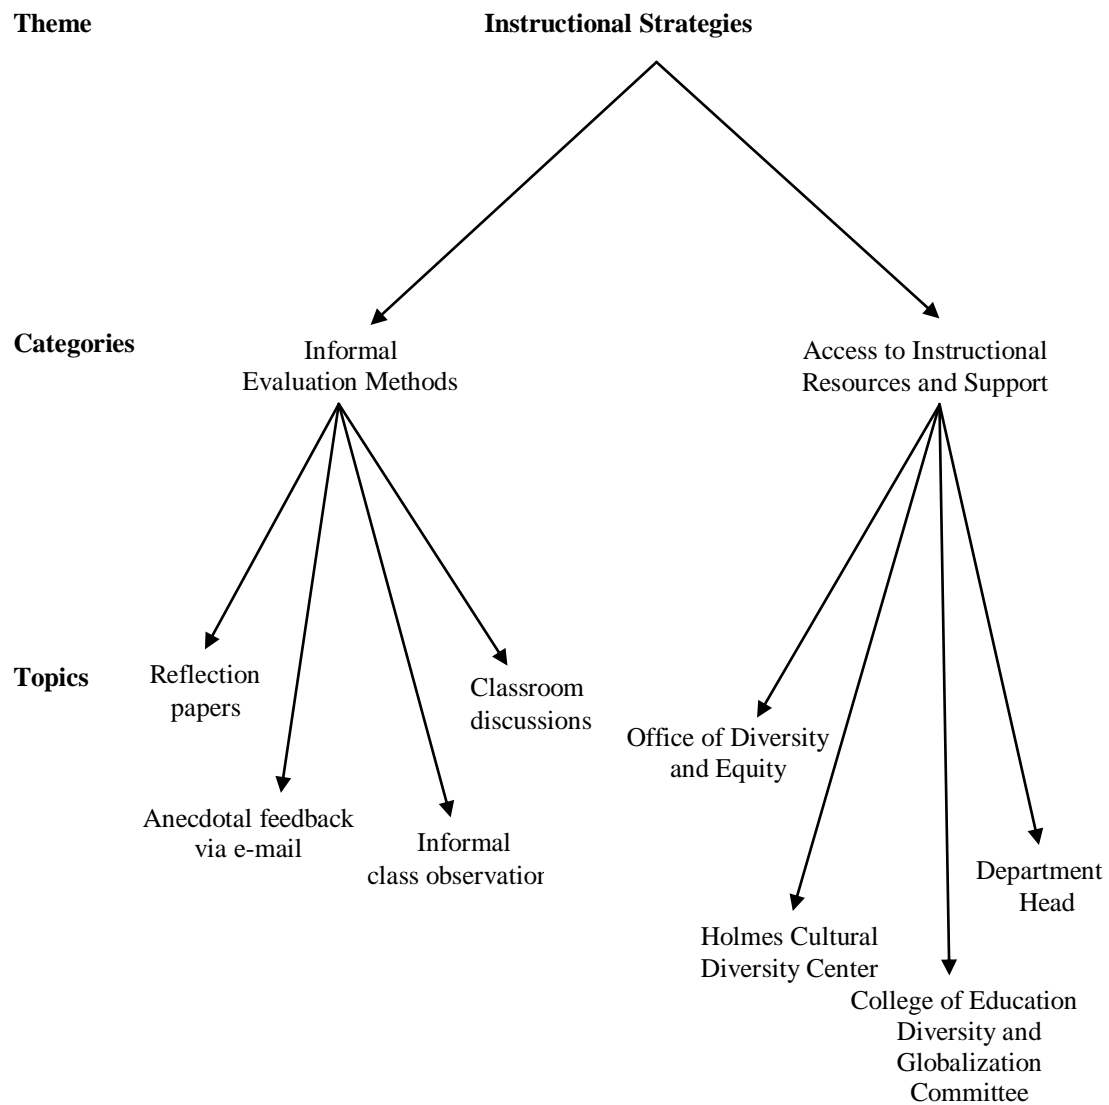 Theme
Instructional Strategies
Categories
Informal
Evaluation Methods
Access to Instructional
Resources and Support
Topics
Reflection
papers
Classroom
discussions
Anecdotal feedback
via e-mail
Informal
class observation
Office of Diversity
and Equity
Holmes Cultural
Diversity Center
College of Education
Diversity and
Globalization
Committee
Department
Head